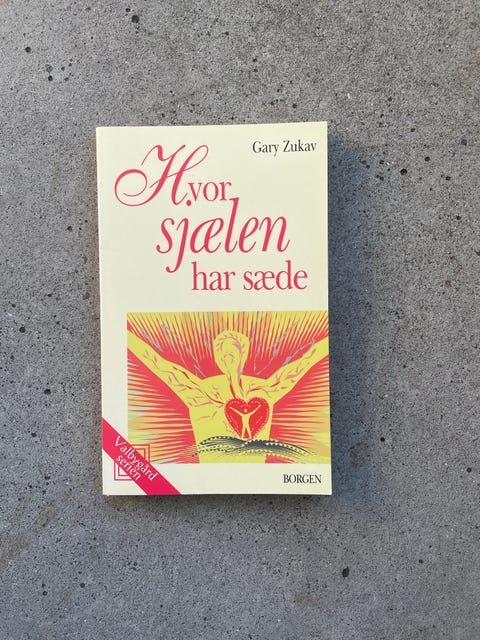 Gary Zukav
Hvor
sjælen
har sæde
Valbygård
serien
BORGEN